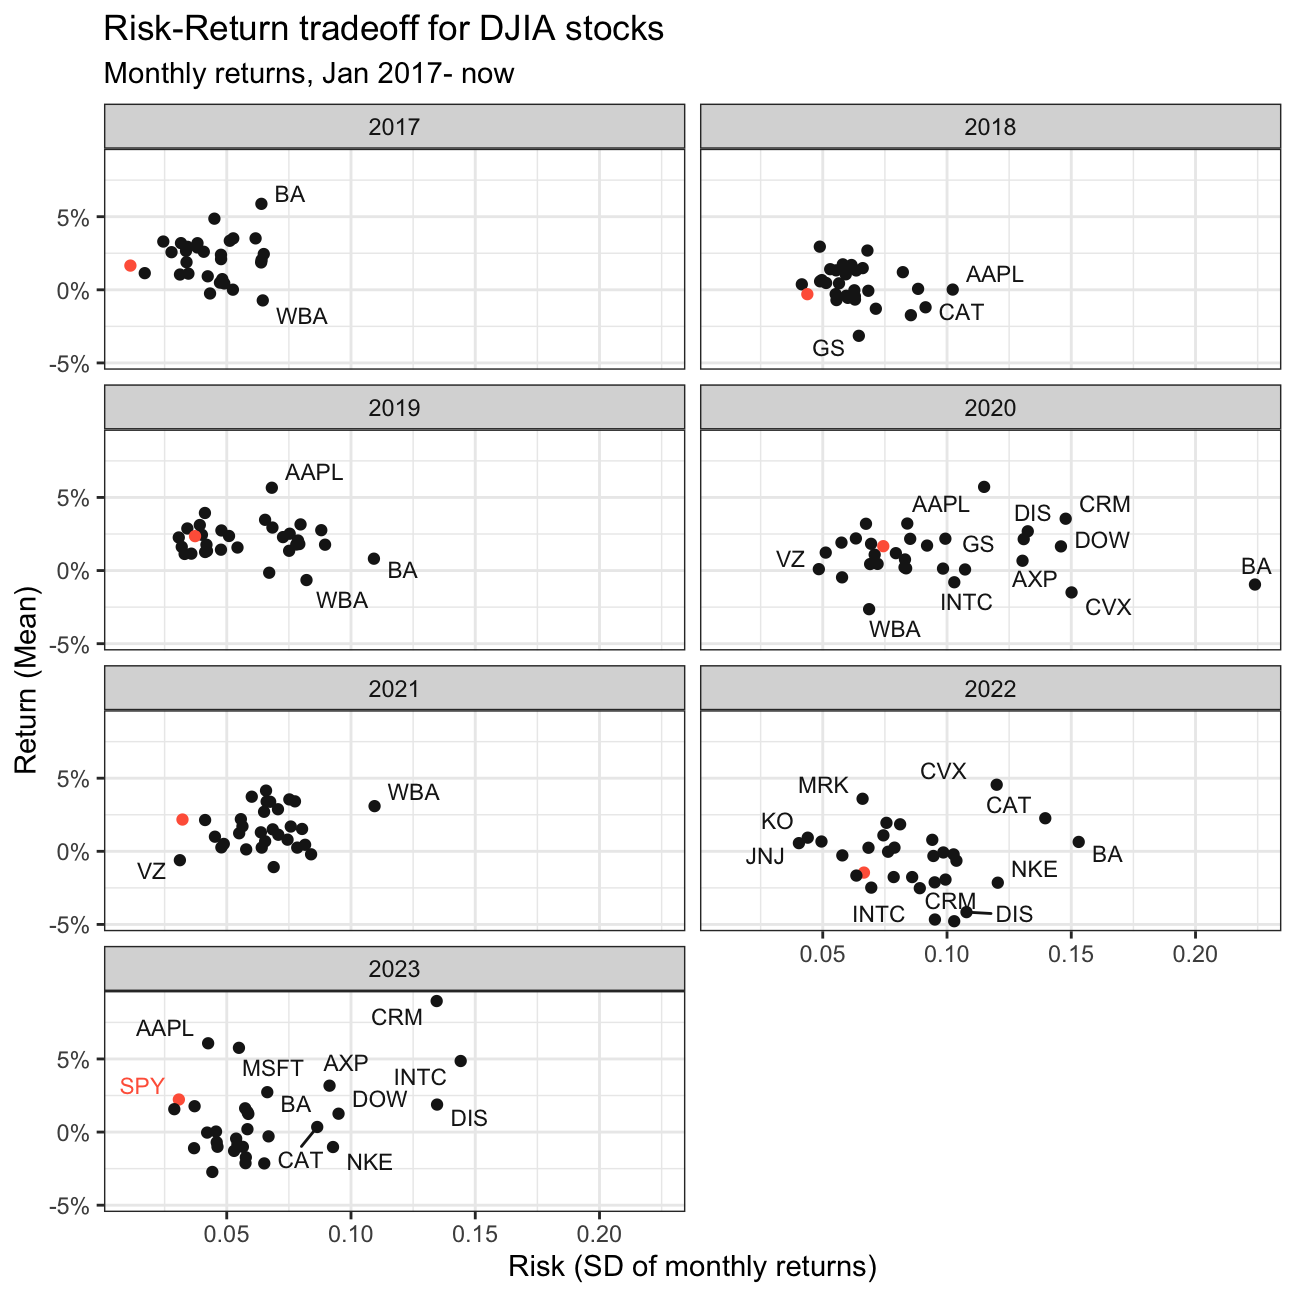 Risk-Return tradeoff for DJIA stocks
Monthly returns, Jan 2017- now
Return (Mean)
2017
5%
0%
-5%
BA
WBA
2018
AAPL
CAT
GS
2019
5%
0%
-5%
AAPL
BA
WBA
2020
CRM
AAPL
DIS
DOW
GS
VZ
BA
AXP
INTC
CVX
WBA
2021
5%
0%
-5%
WBA
VZ
2022
CVX
MRK
CAT
KO
JNJ
BA
NKE
CRM
INTC
DIS
0.05 0.10 0.15 0.20
2023
5%
0%
-5%
CRM
AAPL
AXP
MSFT
INTC
SPY
DOW
BA
DIS
CAT
NKE
0.05 0.10 0.15 0.20
Risk (SD of monthly returns)